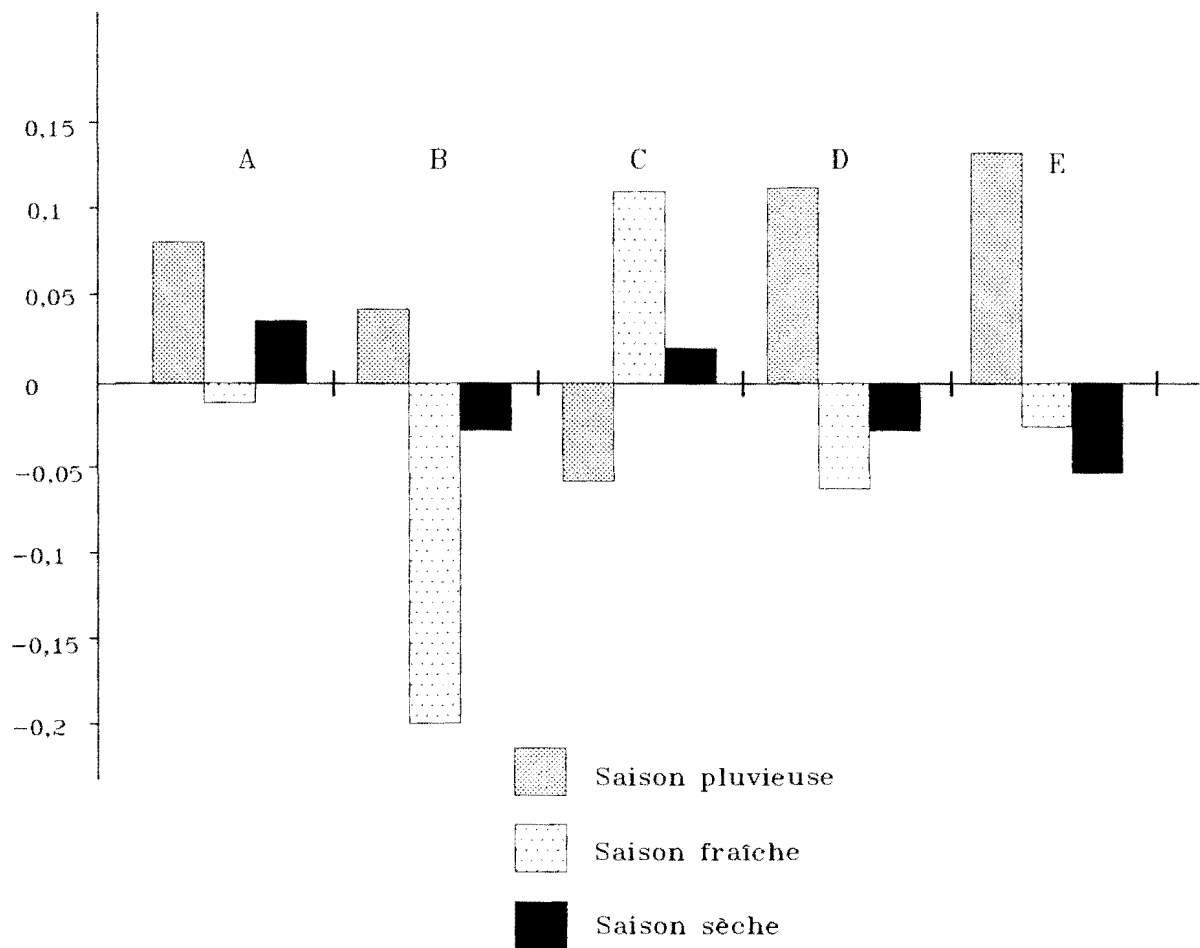 0,15
A B C D E
0,1
0,05
0
-0.05
-0,1
-0,15
-0,2
Saison pluvieuse
Saison fraîche
Saison sèche